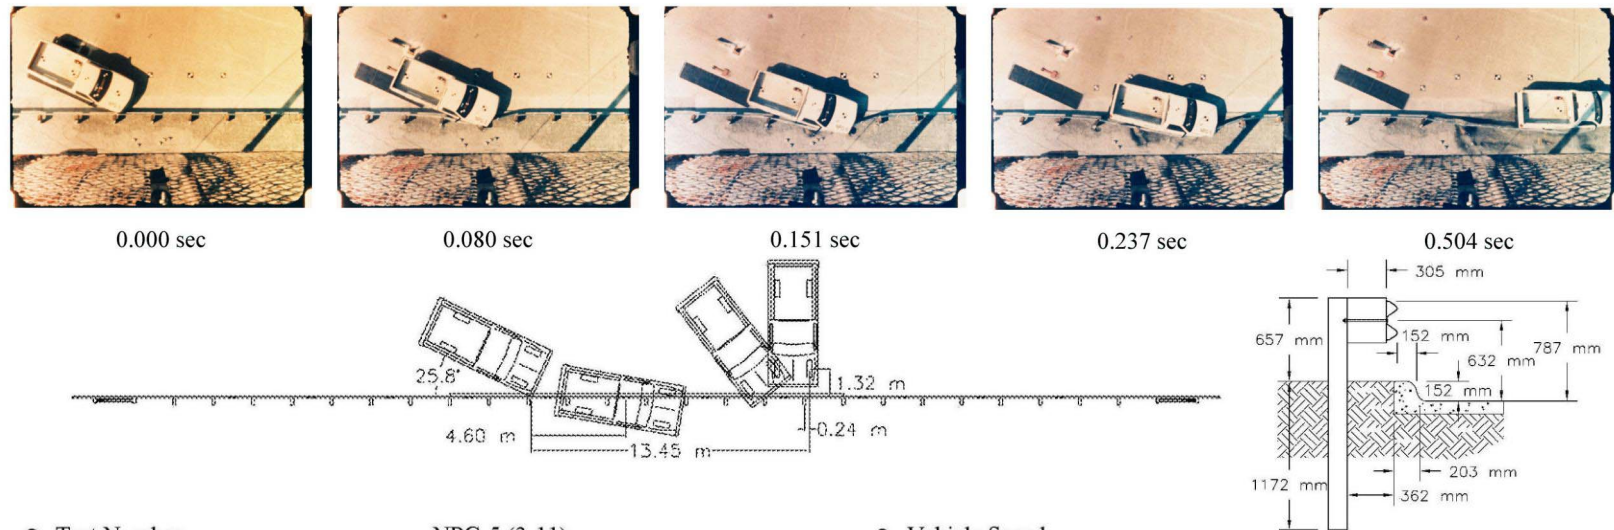 0.000 sec
0.080 sec
0.151 sec
0.237 sec
0.504 sec
305 mm
657 mm
152 mm
787 mm
632 mm
152 mm
203 mm
1172 mm
362 mm
25.8°
1.32 m
4.60 m
0.24 m
13.45 m